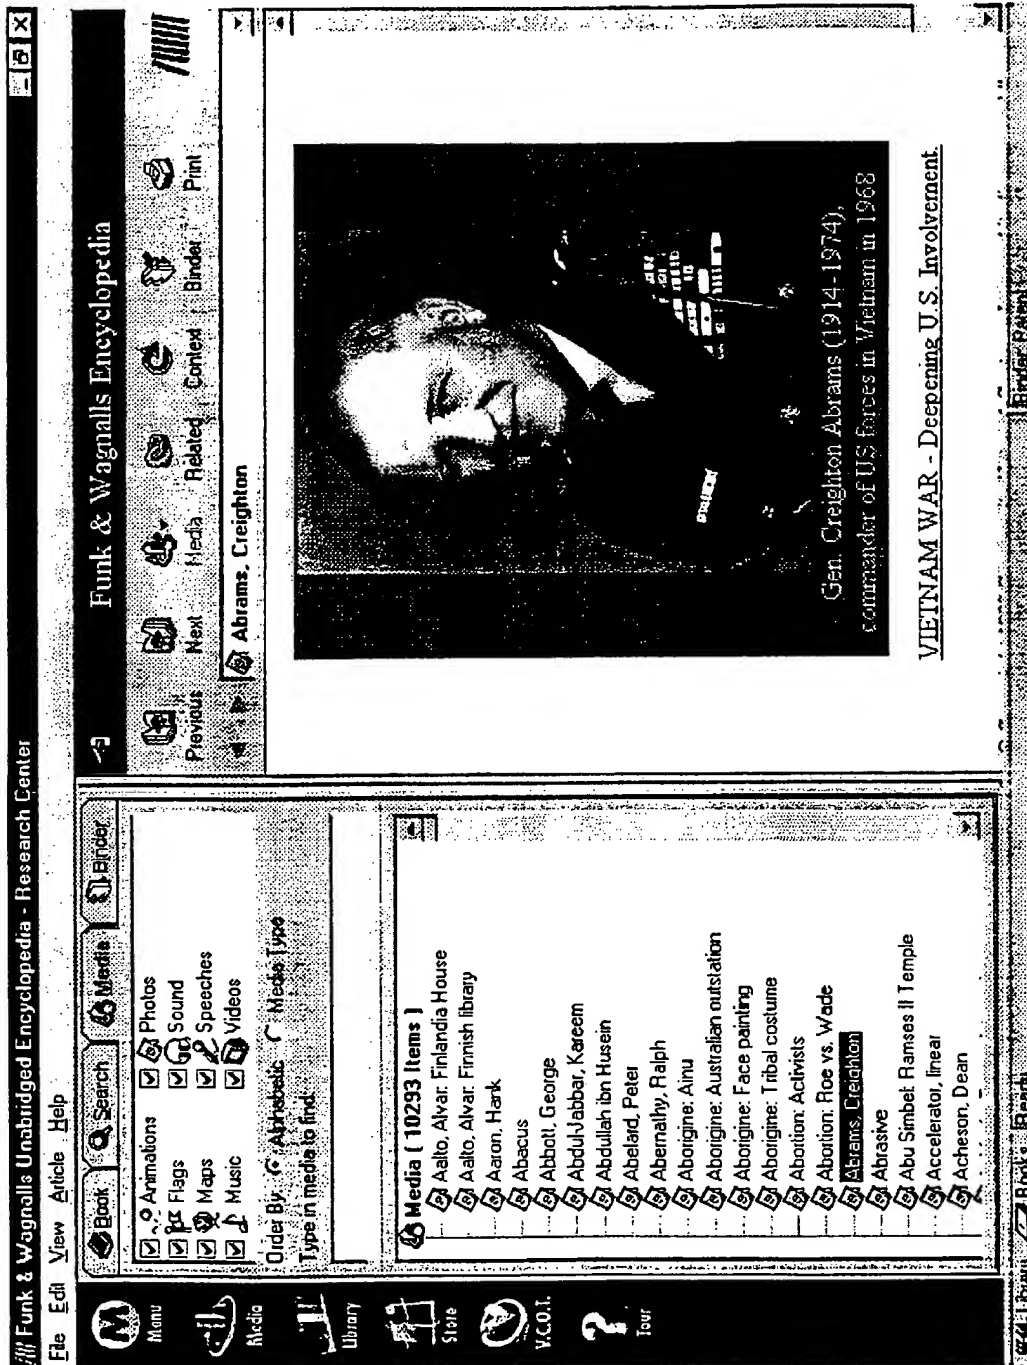 Funk & Wagnalls Unabridged Encyclopedia - Research Center
File Edit View Article Help
Menu
Media
Library
Store
V.C.O.T.
Tour
Book Search Media Binder
Animations Photos
Flags Sound
Maps Speeches
Music Videos
Order By: Alphabetic Media Type
Type in media to find:
Media ( 10293 Items )
Aalto, Alvar: Finlandia House
Aalto, Alvar: Finnish library
Aaron, Hank
Abacus
Abbott, George
Abdul-Jabbar, Kareem
Abdullah ibn Husein
Abelard, Peter
Abernathy, Ralph
Aborigine: Ainu
Aborigine: Australian outstation
Aborigine: Face painting
Aborigine: Tribal costume
Abortion: Activists
Abortion: Roe vs. Wade
Abrams, Creighton
Abrasive
Abu Simbel: Ramses II Temple
Accelerator, linear
Acheson, Dean
Funk & Wagnalls Encyclopedia
Previous Next Media Related Context Binder Print
Abrams, Creighton
Gen. Creighton Abrams (1914-1974),
commander of US forces in Vietnam in 1968
VIETNAM WAR - Deepening U.S. Involvement.